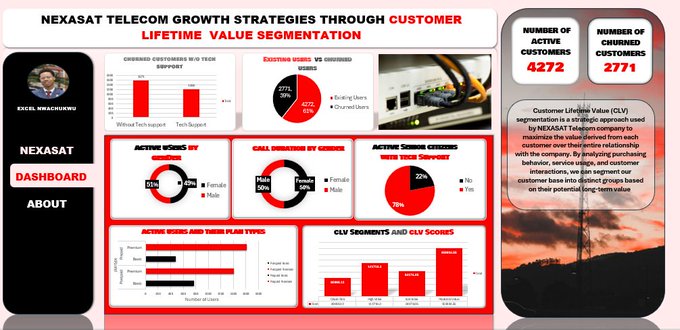 NEXASAT TELECOM GROWTH STRATEGIES THROUGH CUSTOMER
LIFETIME VALUE SEGMENTATION
EXCEL NWACHUKWU
NEXASAT
DASHBOARD
ABOUT
CHURNED CUSTOMERS W/O TECH
SUPPORT
Without Tech support
Tech Support
EXISTING USERS VS CHURNED
USERS
2771,
39%
4272,
61%
Existing Users
Churned Users
ACTIVE USERS BY
GENDER
51%
49%
Female
Male
CALL DURATION BY GENDER
Male
50%
Female
50%
Female
Male
ACTIVE SENIOR CITIZENS
WITH TECH SUPPORT
22%
78%
No
Yes
ACTIVE USERS AND THEIR PLAN TYPES
Premium
Basic
Premium
Basic
Number of Users
CLV SEGMENTS AND CLV SCORES
NUMBER OF
ACTIVE
CUSTOMERS
4272
NUMBER OF
CHURNED
CUSTOMERS
2771
Customer Lifetime Value (CLV)
segmentation is a strategic approach used
by NEXASAT Telecom company to
maximize the value derived from each
customer over their entire relationship
with the company. By analyzing purchasing
behavior, service usage, and customer
interactions, we can segment our
customer base into distinct groups based
on their potential long-term value